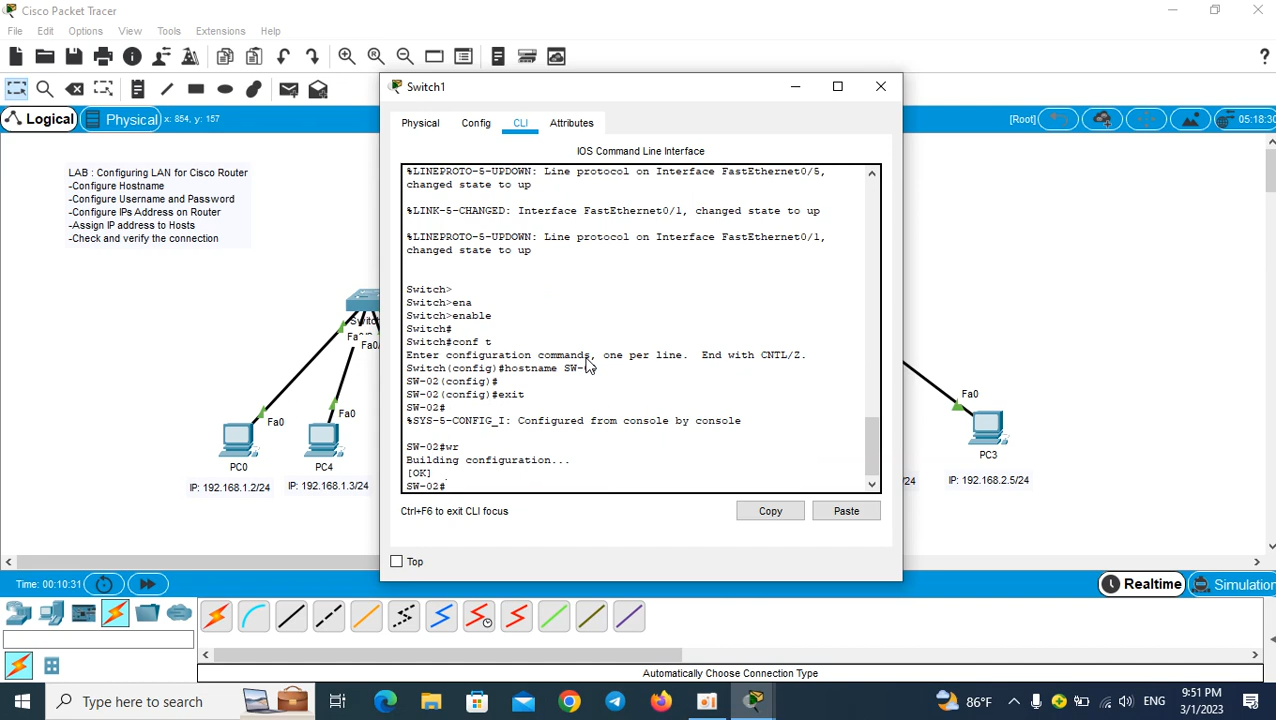 Cisco Packet Tracer
File Edit Options View Tools Extensions Help
?
Logical Physical x: 854, y: 157 [Root] 05:18:30
LAB : Configuring LAN for Cisco Router
-Configure Hostname
-Configure Username and Password
-Configure IPs Address on Router
-Assign IP address to Hosts
-Check and verify the connection
Switch1
Physical Config CLI Attributes
IOS Command Line Interface
%LINEPROTO-5-UPDOWN: Line protocol on Interface FastEthernet0/5,
changed state to up
%LINK-5-CHANGED: Interface FastEthernet0/1, changed state to up
%LINEPROTO-5-UPDOWN: Line protocol on Interface FastEthernet0/1,
changed state to up
Switch>
Switch>ena
Switch>enable
Switch#
Switch#conf t
Enter configuration commands, one per line. End with CNTL/Z.
Switch(config)#hostname
SW-02(config)#
SW-02(config)#exit
SW-02#
%SYS-5-CONFIG_I: Configured from console by console
SW-02#wr
Building configuration...
[OK]
SW-02#
Ctrl+F6 to exit CLI focus
Copy Paste
Top
Fa0
PC0
IP: 192.168.1.2/24
Fa0
PC4
IP: 192.168.1.3/24
Fa0
PC3
IP: 192.168.2.5/24
/24
Time: 00:10:31
Realtime Simulation
Automatically Choose Connection Type
Type here to search
86°F
ENG
9:51 PM
3/1/2023